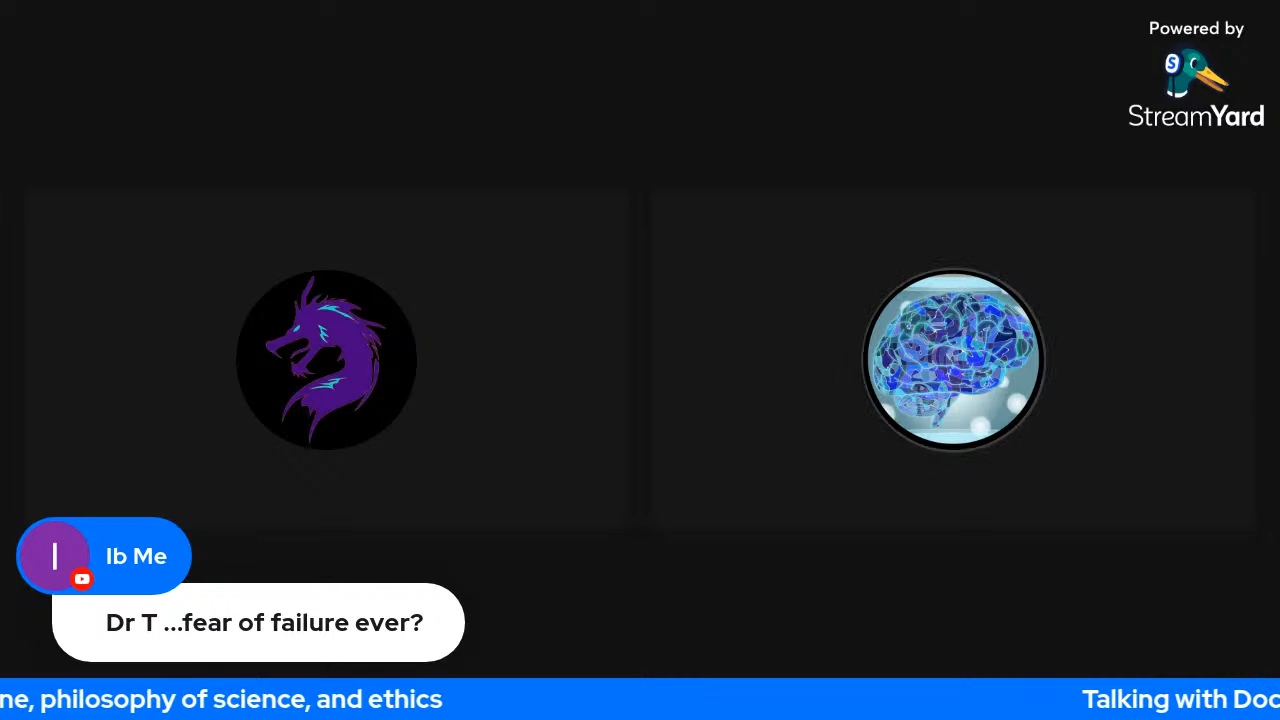 Powered by
StreamYard
Ib Me
Dr T ...fear of failure ever?
ne, philosophy of science, and ethics
Talking with Doc